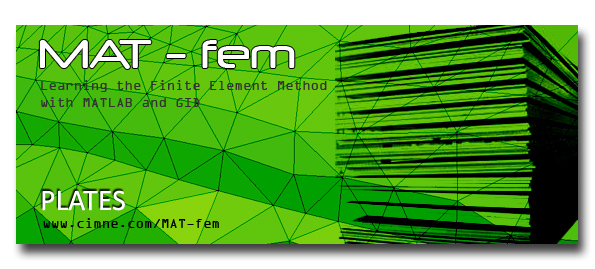 MAT - fem
Learning the Finite Element Method
with MATLAB and GID
PLATES
www.cimne.com/MAT-fem